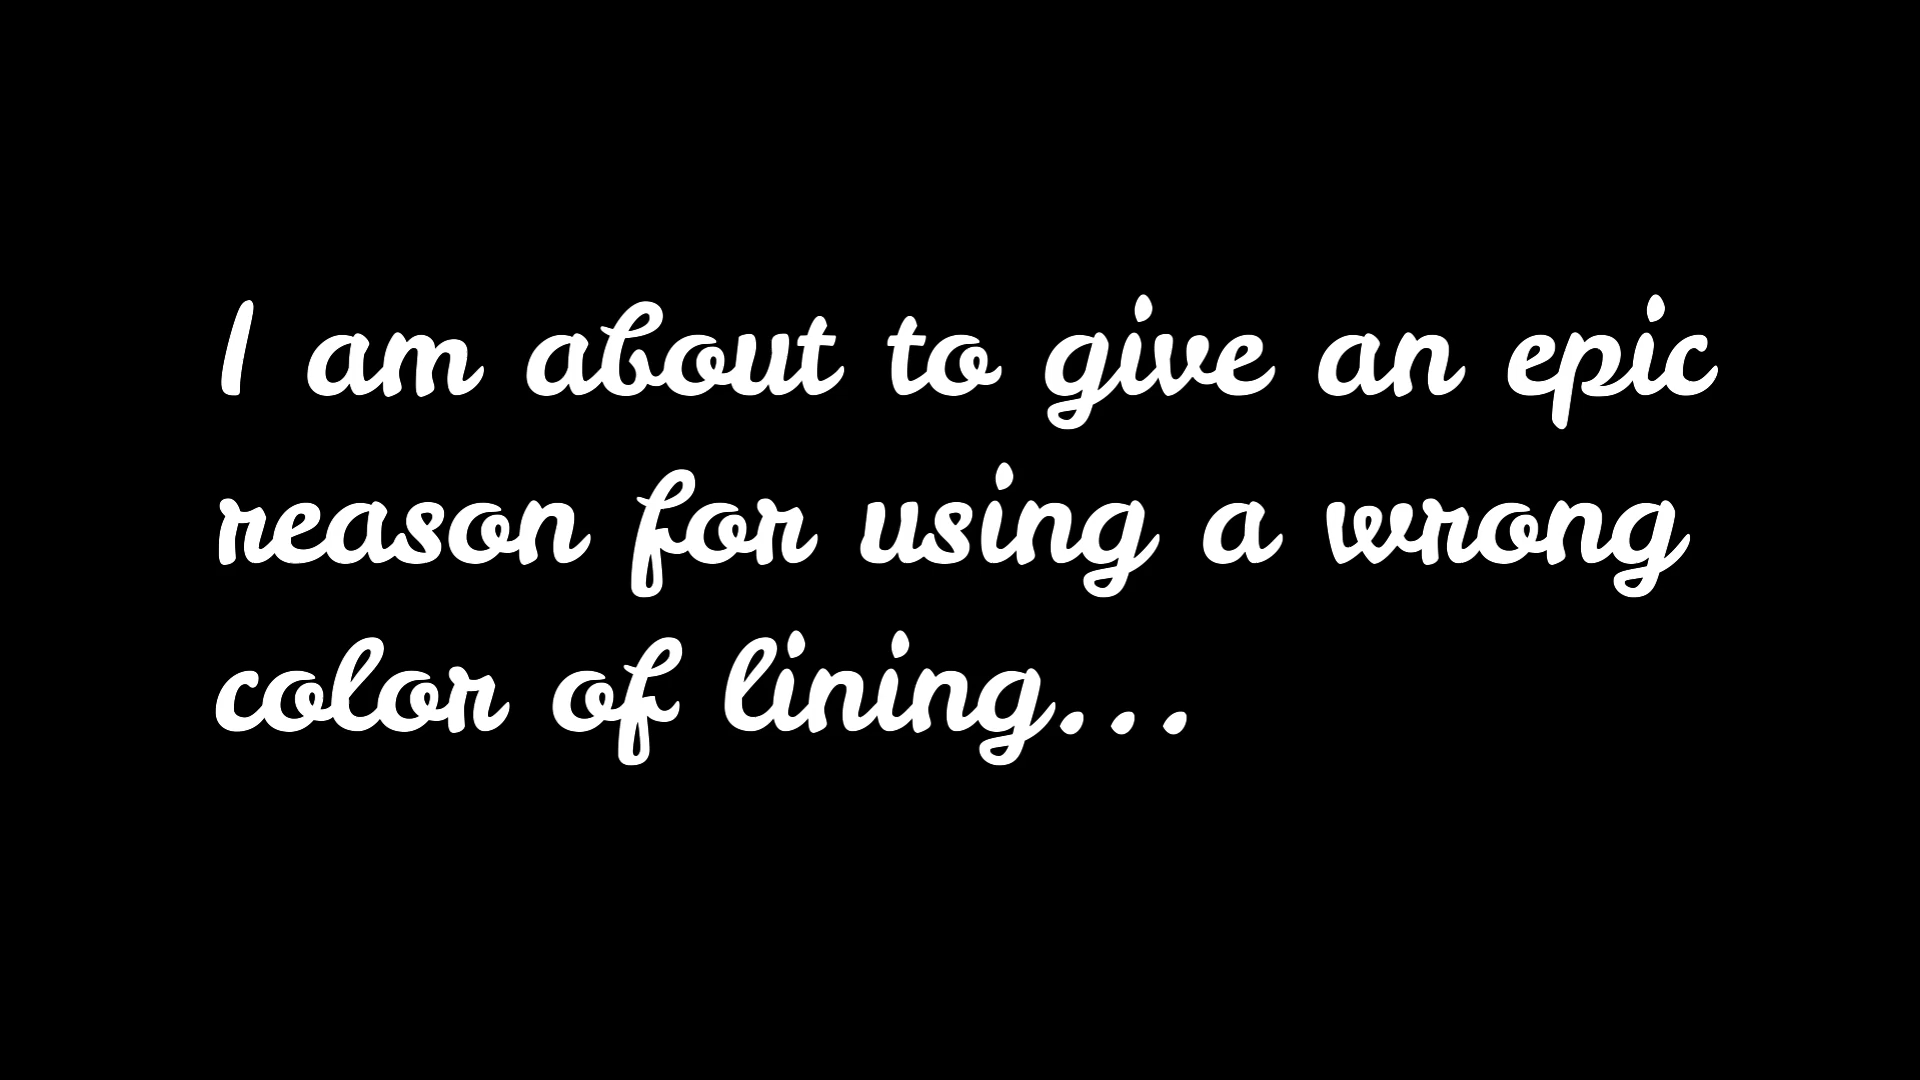 I am about to give an epic
reason for using a wrong
color of lining...